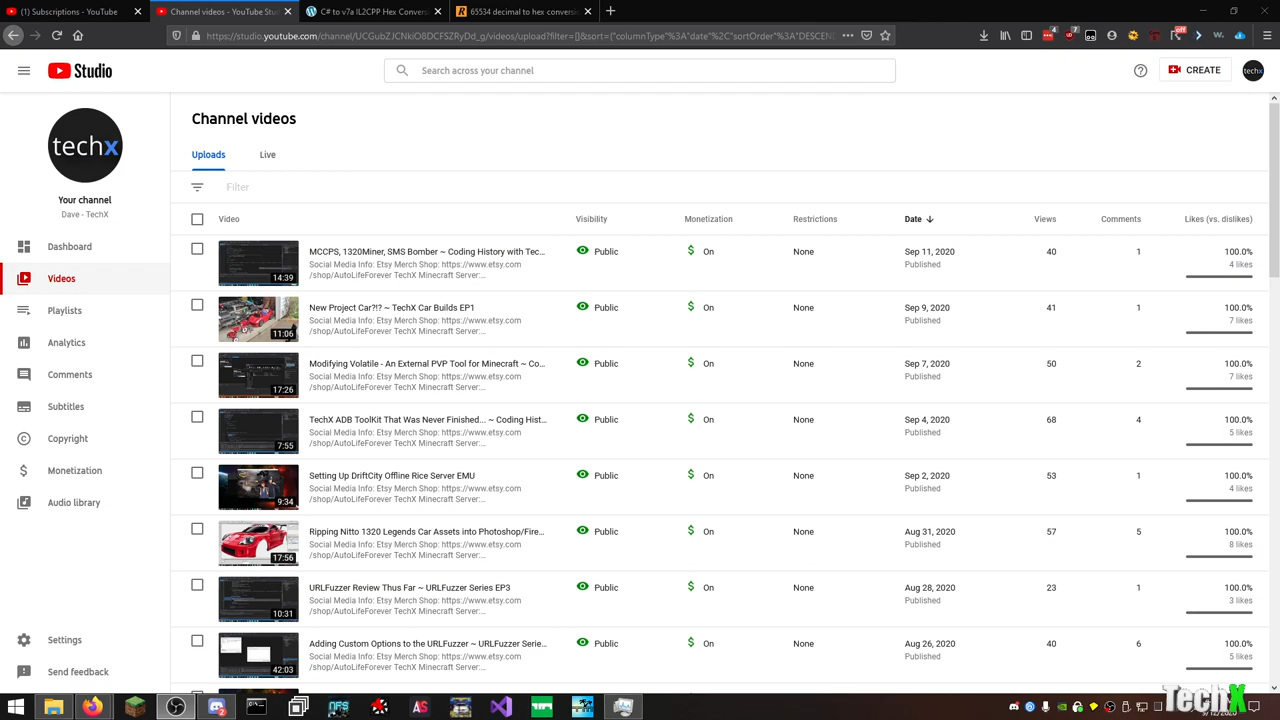 (1) Subscriptions - YouTube
Channel videos - YouTube Stud
C# to v7a IL2CPP Hex Convers
65534 decimal to hex conversi
https://studio.youtube.com/channel/
/videos/upload?filter=[]&sort={"columnType"%3A"date"%2C"sortOrder"%3A"DESCEND
off
Studio
Search across your channel
CREATE
techx
techx
Your channel
Dave - TechX
Dashboard
Videos
Playlists
Analytics
Comments
Subtitles
Copyright
Monetization
Audio library
Settings
Send feedback
Channel videos
Uploads Live
Filter
Video Visibility Monetization Restrictions Date Views Comments Likes (vs. dislikes)
MCCPS, 1320Miner, SMBrother ~ Coding History With Tec... Public On None Sep 11, 2020 40 2 100.0%
Social Media Info: Etsy Merch Shop: https://www.etsy.com Published 4 likes
/shop/AutoLifeForever TechX Minecraft Server:...
14:39
New Project Car?!? ~ TechX Car Builds EP1 Public On None Sep 9, 2020 41 1 100.0%
Social Media Info: Etsy Merch Shop: https://www.etsy.com Published 7 likes
/shop/AutoLifeForever TechX Minecraft Server:...
11:06
Modifying Volatile - An External PVP Tool for Minecraft Public On None Sep 7, 2020 50 4 100.0%
Social Media Info: Etsy Merch Shop: https://www.etsy.com Published 7 likes
/shop/AutoLifeForever TechX Minecraft Server:...
17:26
TechX ADB ToolKit That Was Never Finished... ~ Coding Hist... Public On None Sep 4, 2020 58 4 100.0%
Social Media Info: Etsy Merch Shop: https://www.etsy.com Published 5 likes
/shop/AutoLifeForever TechX Minecraft Server:...
7:55
Setting Up DriftCity Offline Rice Server EMU Public On None Sep 2, 2020 53 2 100.0%
Social Media Info: Etsy Merch Shop: https://www.etsy.com Published 4 likes
/shop/AutoLifeForever TechX Minecraft Server:...
9:34
Ripping Nitto 1320 Legends Car Assets into Photoshop/Fire... Public On None Aug 31, 2020 57 5 100.0%
Social Media Info: Etsy Merch Shop: https://www.etsy.com Published 8 likes
/shop/AutoLifeForever TechX Minecraft Server:...
17:56
URLFuzzer Review Thanks Luuk ~ URLFuzzer Series Finale Public On None Aug 28, 2020 23 1 100.0%
Social Media Info: Etsy Merch Shop: https://www.etsy.com Published 3 likes
/shop/AutoLifeForever TechX Minecraft Server:...
10:31
Adding Custom Options to the URLFuzzer ~ URLFuzzer Serie... Public On None Aug 26, 2020 40 3 100.0%
Social Media Info: Etsy Merch Shop: https://www.etsy.com Published 5 likes
/shop/AutoLifeForever TechX Minecraft Server:...
42:03
TechX
9/12/2020